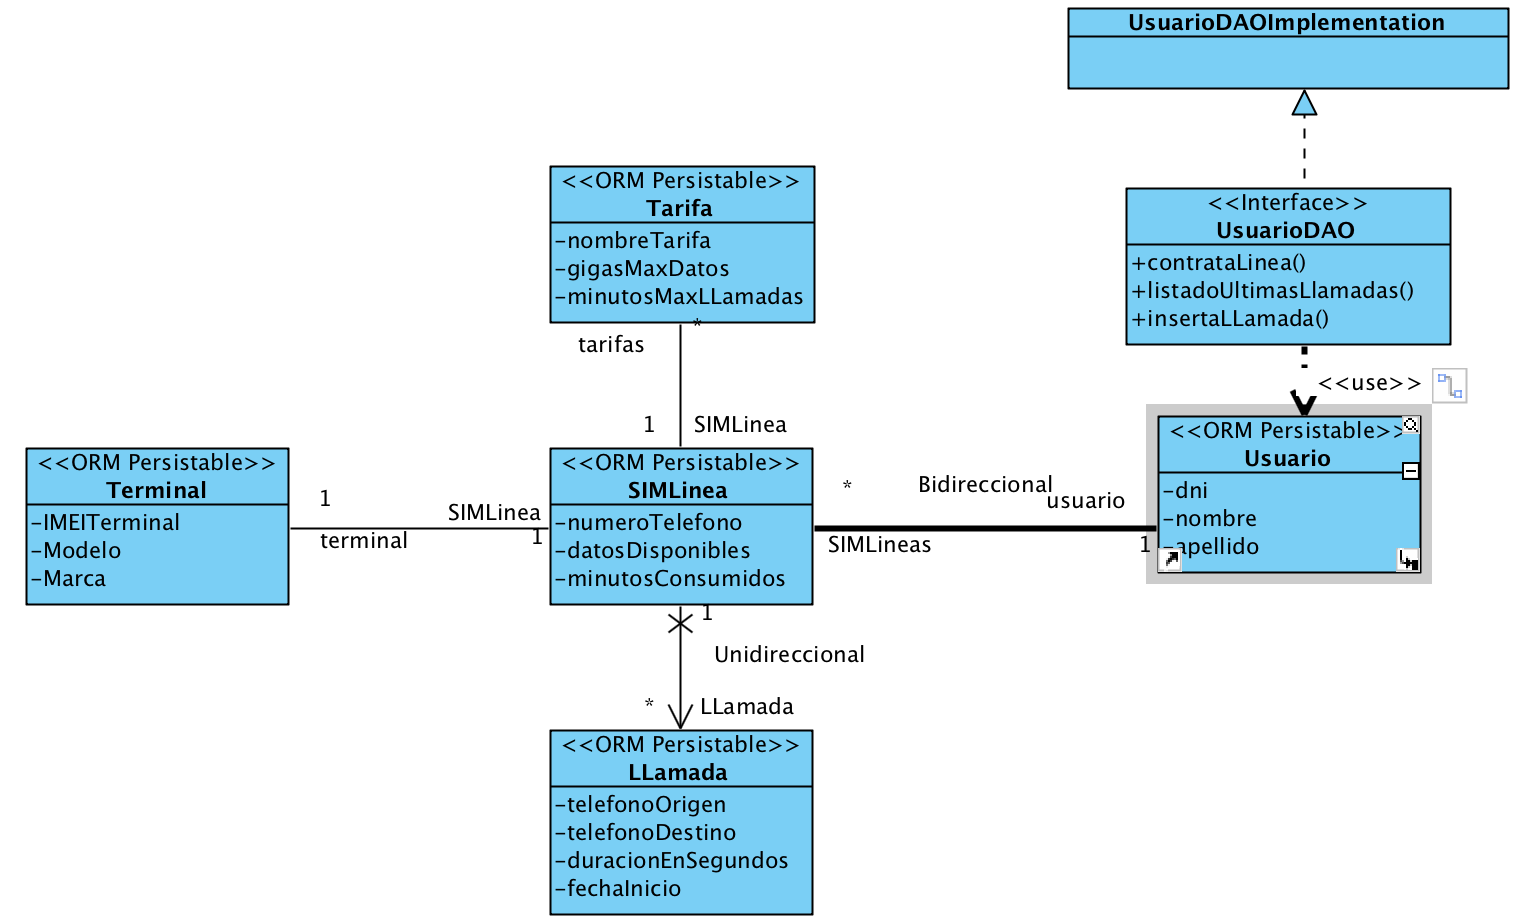 UsuarioDAOImplementation
<<Interface>>
UsuarioDAO
+contrataLinea()
+listadoUltimasLlamadas()
+insertaLLamada()
<<use>>
<<ORM Persistable>>
Tarifa
-nombreTarifa
-gigasMaxDatos
-minutosMaxLLamadas
*
tarifas
1
SIMLinea
<<ORM Persistable>>
Terminal
-IMEITerminal
-Modelo
-Marca
1
terminal
SIMLinea
1
<<ORM Persistable>>
SIMLinea
-numeroTelefono
-datosDisponibles
-minutosConsumidos
*
SIMLineas
Bidireccional
usuario
1
<<ORM Persistable>>
Usuario
-dni
-nombre
-apellido
1
Unidireccional
*
LLamada
<<ORM Persistable>>
LLamada
-telefonoOrigen
-telefonoDestino
-duracionEnSegundos
-fechaInicio